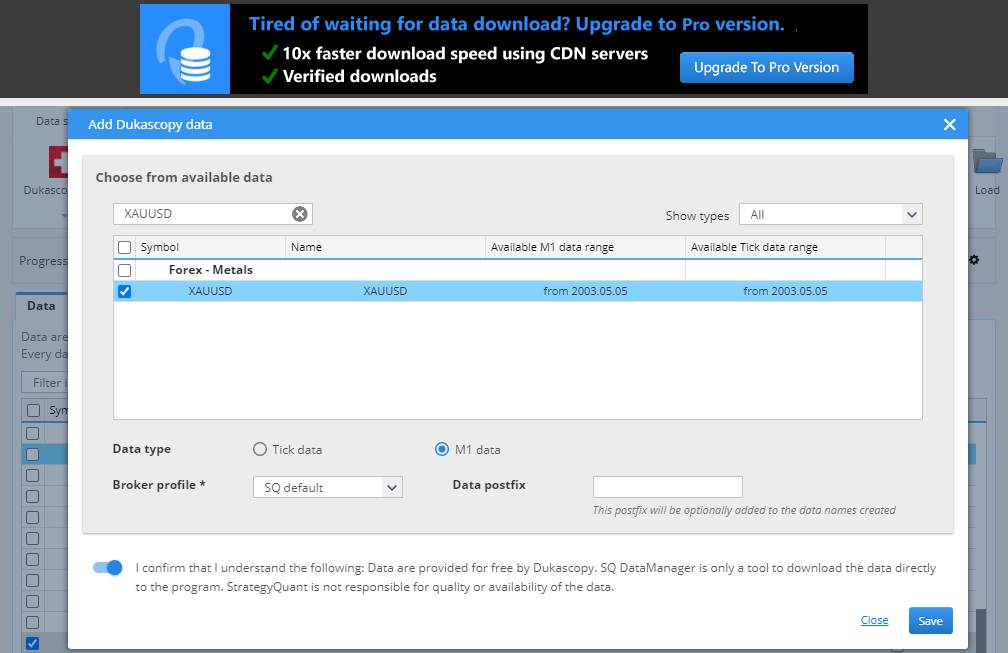 Tired of waiting for data download? Upgrade to Pro version. .
10x faster download speed using CDN servers
Verified downloads
Upgrade To Pro Version
Data s
Dukasco
Load
Progress
Data
Data are
Every da
Filter i
Sym
Add Dukascopy data
Choose from available data
XAUUSD
Show types All
Symbol Name Available M1 data range Available Tick data range
Forex - Metals
XAUUSD XAUUSD from 2003.05.05 from 2003.05.05
Data type Tick data M1 data
Broker profile * SQ default Data postfix
This postfix will be optionally added to the data names created
I confirm that I understand the following: Data are provided for free by Dukascopy. SQ DataManager is only a tool to download the data directly
to the program. StrategyQuant is not responsible for quality or availability of the data.
Close Save